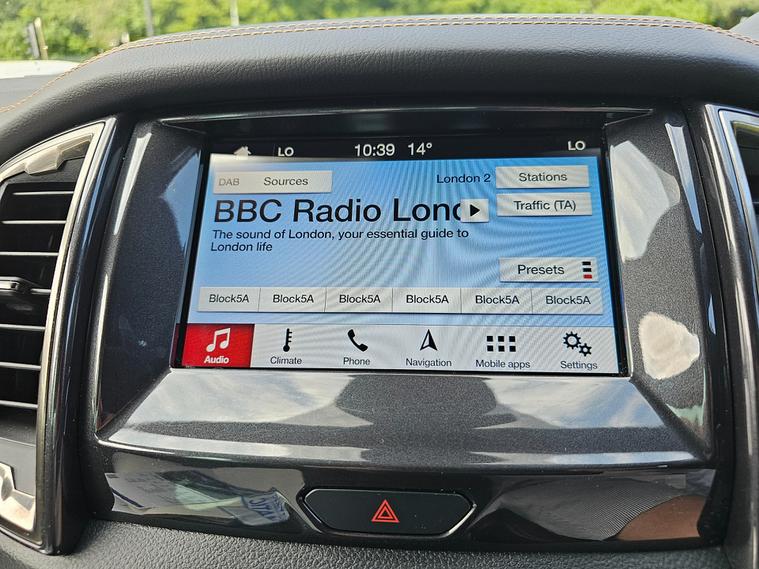 LO 10:39 14° LO
DAB Sources London 2 Stations
BBC Radio Lon
Traffic (TA)
The sound of London, your essential guide to
London life
Presets
Block5A Block5A Block5A Block5A Block5A Block5A
Audio Climate Phone Navigation Mobile apps Settings